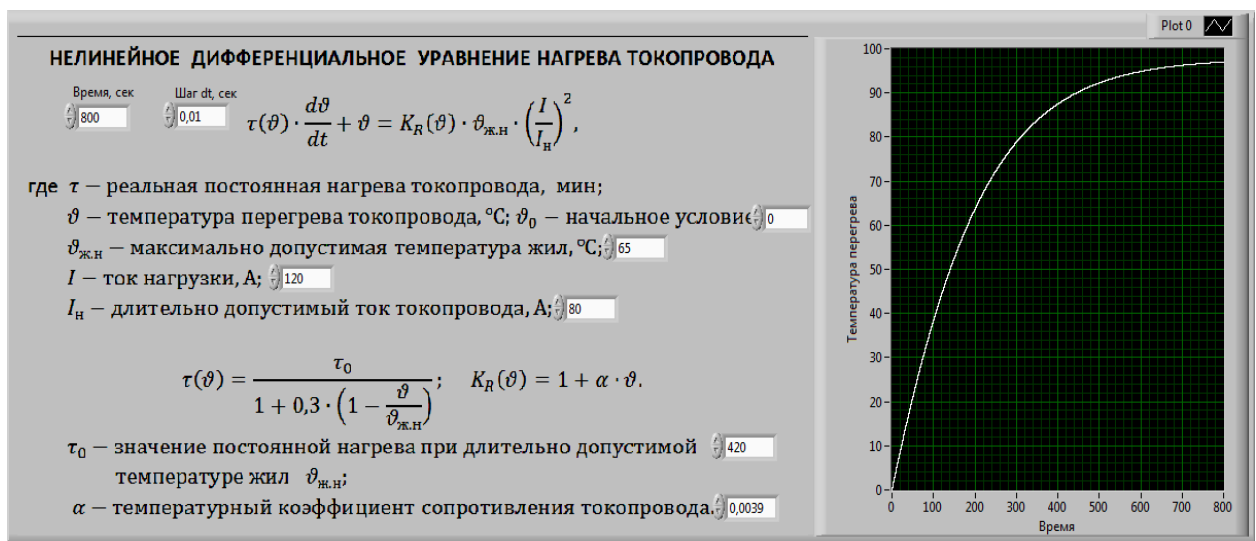 Plot 0
НЕЛИНЕЙНОЕ ДИФФЕРЕНЦИАЛЬНОЕ УРАВНЕНИЕ НАГРЕВА ТОКОПРОВОДА
Время, сек Шаг dt, сек
800 0,01
τ(ϑ) · dϑ/dt + ϑ = K_R(ϑ) · ϑ_ж.н · (I/I_н)²,
где τ – реальная постоянная нагрева токопровода, мин;
ϑ – температура перегрева токопровода, °С; ϑ₀ – начальное условие 0
ϑ_ж.н – максимально допустимая температура жил, °С; 65
I – ток нагрузки, А; 120
I_н – длительно допустимый ток токопровода, А; 80
τ(ϑ) = τ₀/(1 + 0,3 · (1 − ϑ/ϑ_ж.н)); K_R(ϑ) = 1 + α · ϑ.
τ₀ – значение постоянной нагрева при длительно допустимой 420
температуре жил ϑ_ж.н;
α – температурный коэффициент сопротивления токопровода. 0,0039
Температура перегрева
100
90
80
70
60
50
40
30
20
10
0
0 100 200 300 400 500 600 700 800
Время